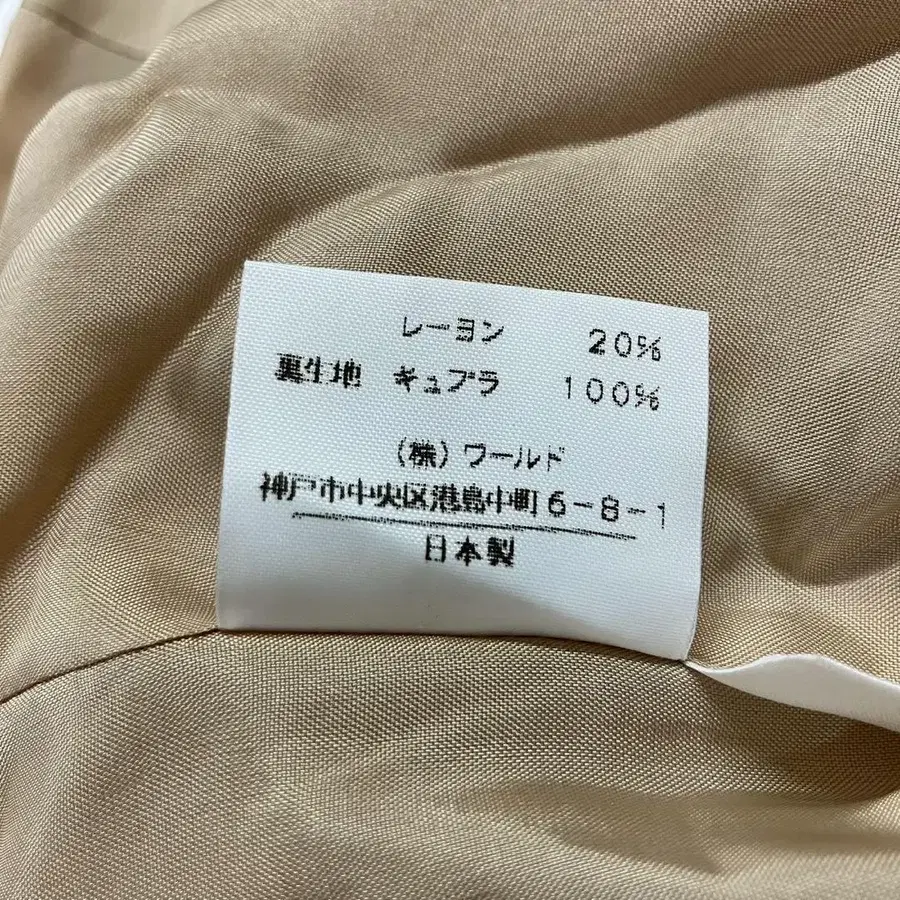 レーヨン 20%
裏生地 キュプラ 100%
(株)ワールド
神戸市中央区港島中町6-8-1
日本製